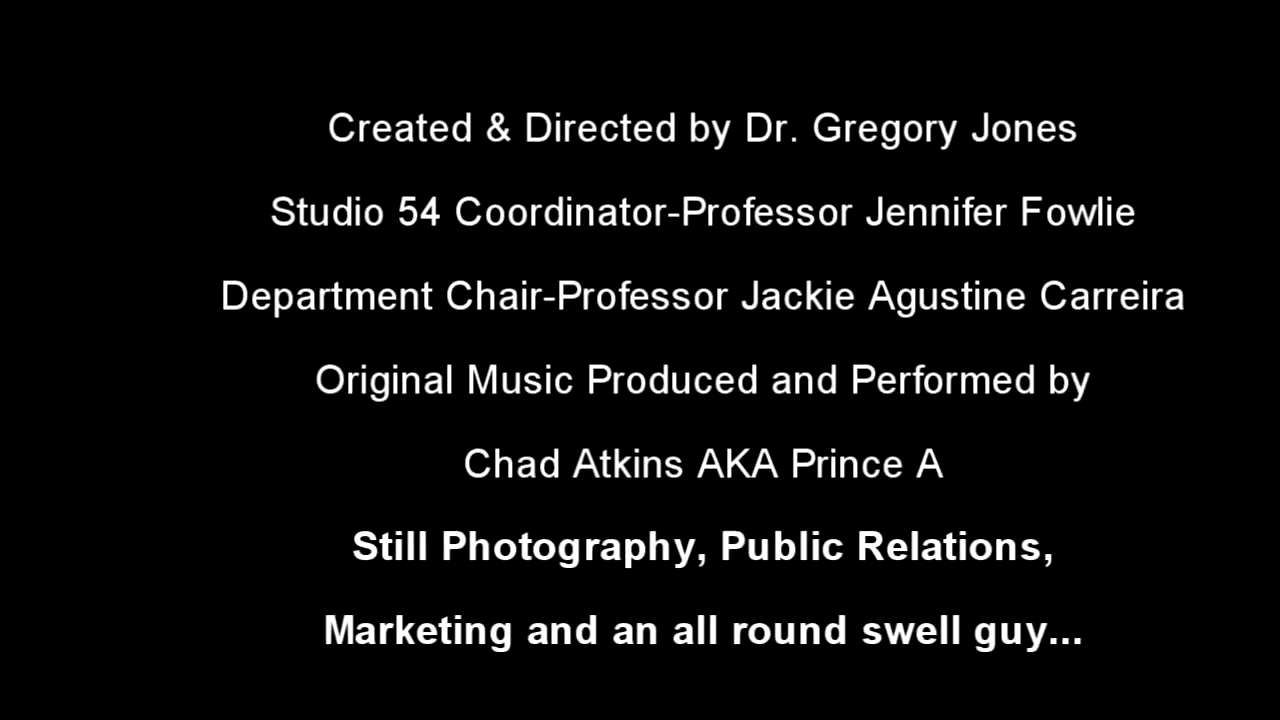 Created & Directed by Dr. Gregory Jones
Studio 54 Coordinator-Professor Jennifer Fowlie
Department Chair-Professor Jackie Agustine Carreira
Original Music Produced and Performed by
Chad Atkins AKA Prince A
Still Photography, Public Relations,
Marketing and an all round swell guy...